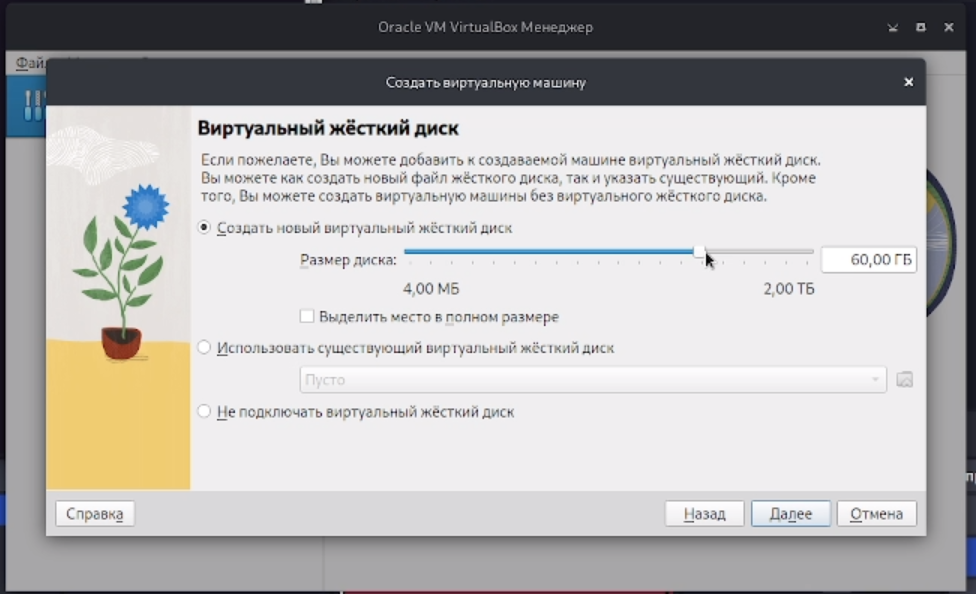 Oracle VM VirtualBox Менеджер
Фай
Создать виртуальную машину
Виртуальный жёсткий диск
Если пожелаете, Вы можете добавить к создаваемой машине виртуальный жёсткий диск.
Вы можете как создать новый файл жёсткого диска, так и указать существующий. Кроме
того, Вы можете создать виртуальную машины без виртуального жёсткого диска.
Создать новый виртуальный жёсткий диск
Размер диска:
60,00 ГБ
4,00 МБ
2,00 ТБ
Выделить место в полном размере
Использовать существующий виртуальный жёсткий диск
Пусто
Не подключать виртуальный жёсткий диск
Справка
Назад
Далее
Отмена